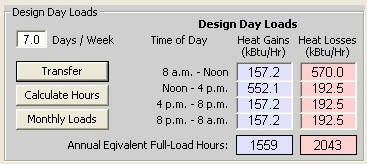 Design Day Loads
Design Day Loads
7.0 Days / Week
Time of Day Heat Gains (kBtu/Hr) Heat Losses (kBtu/Hr)
Transfer
8 a.m. - Noon 157.2 570.0
Calculate Hours
Noon - 4 p.m. 552.1 192.5
4 p.m. - 8 p.m. 157.2 192.5
Monthly Loads
8 p.m. - 8 a.m. 157.2 192.5
Annual Eqivalent Full-Load Hours: 1559 2043